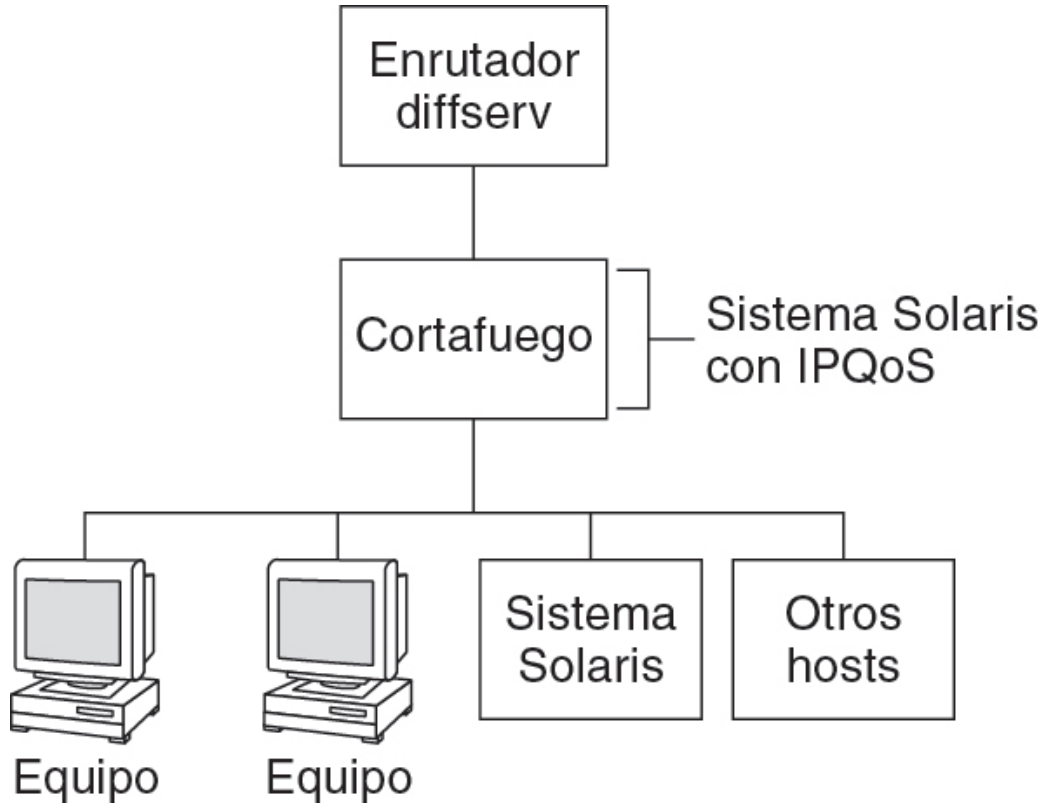 Enrutador
diffserv
Cortafuego
Sistema Solaris
con IPQoS
Sistema
Solaris
Otros
hosts
Equipo
Equipo